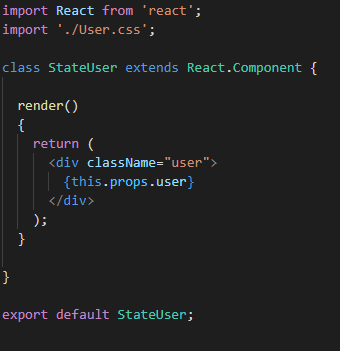 import React from 'react';
import './User.css';
class StateUser extends React.Component {
render()
{
return (
<div className="user">
{this.props.user}
</div>
);
}
}
export default StateUser;